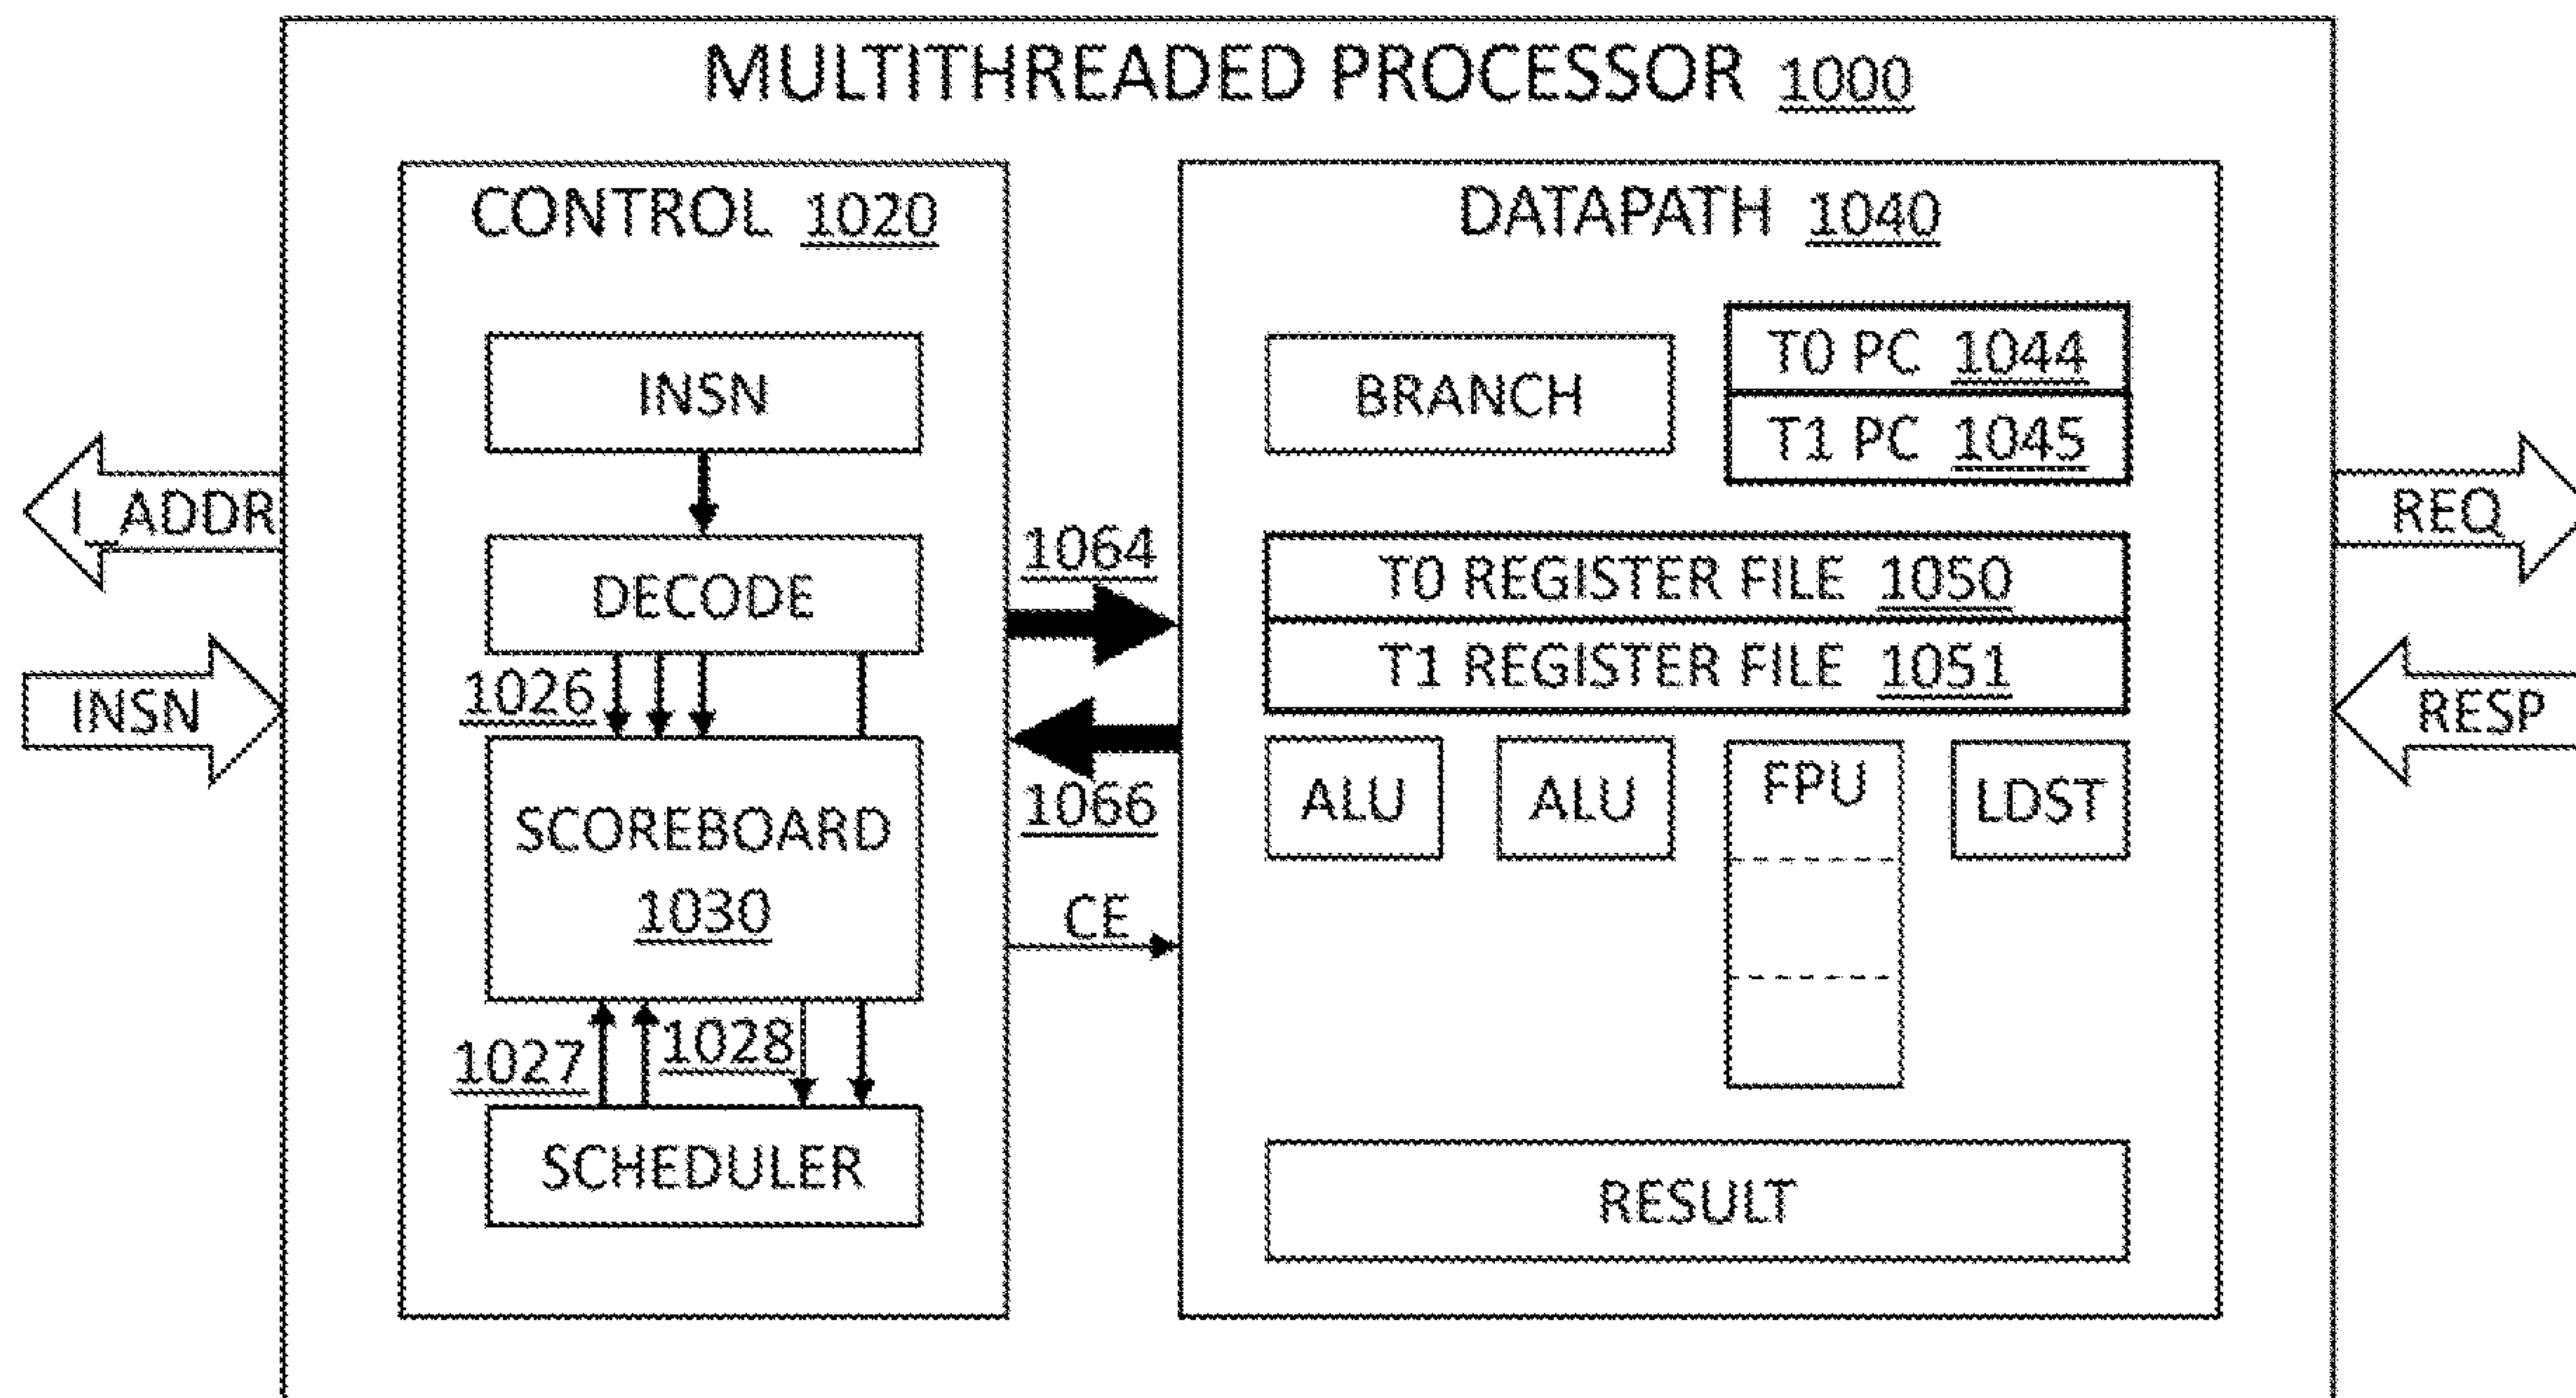 MULTITHREADED PROCESSOR 1000
CONTROL 1020
INSN
DECODE
1026
SCOREBOARD
1030
1027
1028
SCHEDULER
I_ADDR
INSN
1064
1066
CE
DATAPATH 1040
BRANCH
T0 PC 1044
T1 PC 1045
T0 REGISTER FILE 1050
T1 REGISTER FILE 1051
ALU
ALU
FPU
LDST
RESULT
REQ
RESP